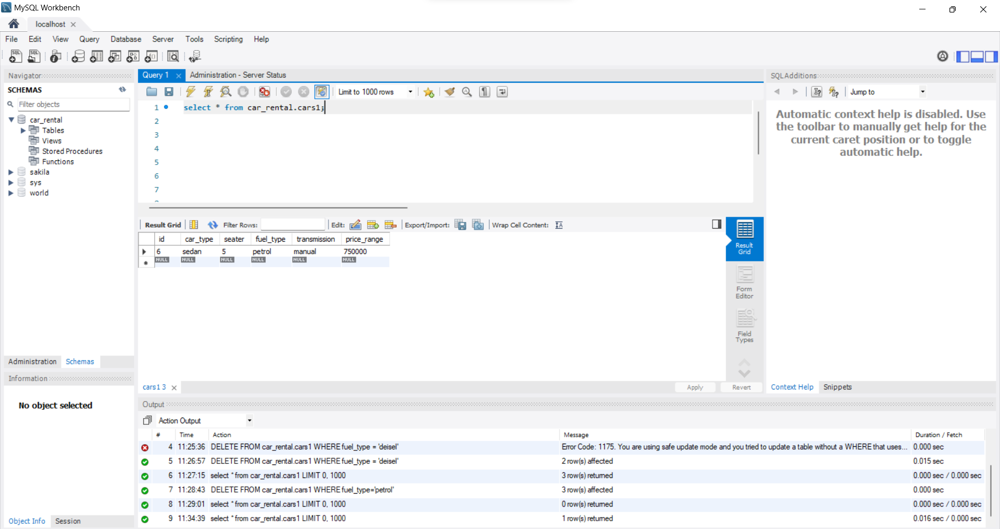 MySQL Workbench
localhost
File Edit View Query Database Server Tools Scripting Help
Navigator
SCHEMAS
Filter objects
car_rental
Tables
Views
Stored Procedures
Functions
sakila
sys
world
Administration Schemas
Information
No object selected
Object Info Session
Query 1 Administration - Server Status
Limit to 1000 rows
1 select * from car_rental.cars1;
2
3
4
5
6
7
Result Grid Filter Rows: Edit: Export/Import: Wrap Cell Content:
id car_type seater fuel_type transmission price_range
6 sedan 5 petrol manual 750000
NULL NULL NULL NULL NULL NULL
Result Grid
Form Editor
Field Types
cars1 3 Apply Revert
SQLAdditions
Jump to
Automatic context help is disabled. Use
the toolbar to manually get help for the
current caret position or to toggle
automatic help.
Context Help Snippets
Output
Action Output
# Time Action Message Duration / Fetch
4 11:25:36 DELETE FROM car_rental.cars1 WHERE fuel_type = 'deisel' Error Code: 1175. You are using safe update mode and you tried to update a table without a WHERE that uses... 0.000 sec
5 11:26:57 DELETE FROM car_rental.cars1 WHERE fuel_type = 'deisel' 2 row(s) affected 0.015 sec
6 11:27:15 select * from car_rental.cars1 LIMIT 0, 1000 3 row(s) returned 0.000 sec / 0.000 sec
7 11:28:43 DELETE FROM car_rental.cars1 WHERE fuel_type='petrol' 3 row(s) affected 0.000 sec
8 11:29:01 select * from car_rental.cars1 LIMIT 0, 1000 0 row(s) returned 0.000 sec / 0.000 sec
9 11:34:39 select * from car_rental.cars1 LIMIT 0, 1000 1 row(s) returned 0.016 sec / 0.000 sec